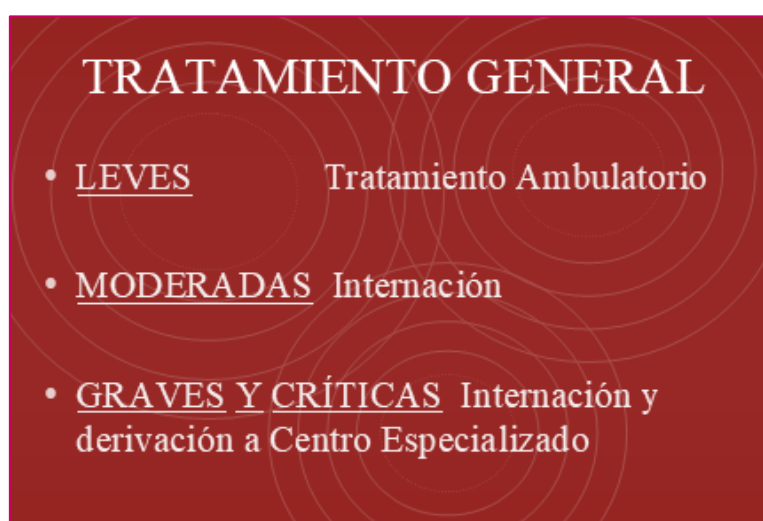 TRATAMIENTO GENERAL
• LEVES Tratamiento Ambulatorio
• MODERADAS Internación
• GRAVES Y CRÍTICAS Internación y
derivación a Centro Especializado